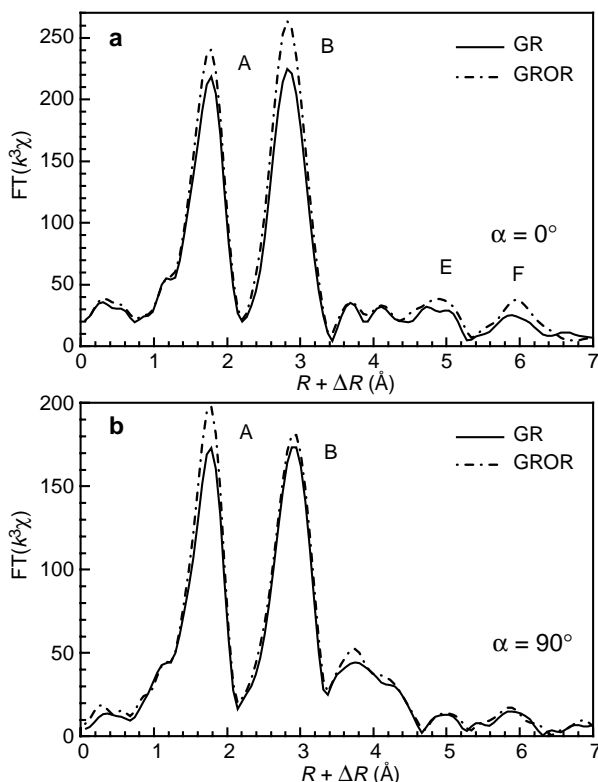 a
A
B
GR
GROR
250
200
150
100
50
0
FT(k³χ)
α = 0°
E
F
0 1 2 3 4 5 6 7
R + ΔR (Å)
b
A
B
GR
GROR
200
150
100
50
0
FT(k³χ)
α = 90°
0 1 2 3 4 5 6 7
R + ΔR (Å)